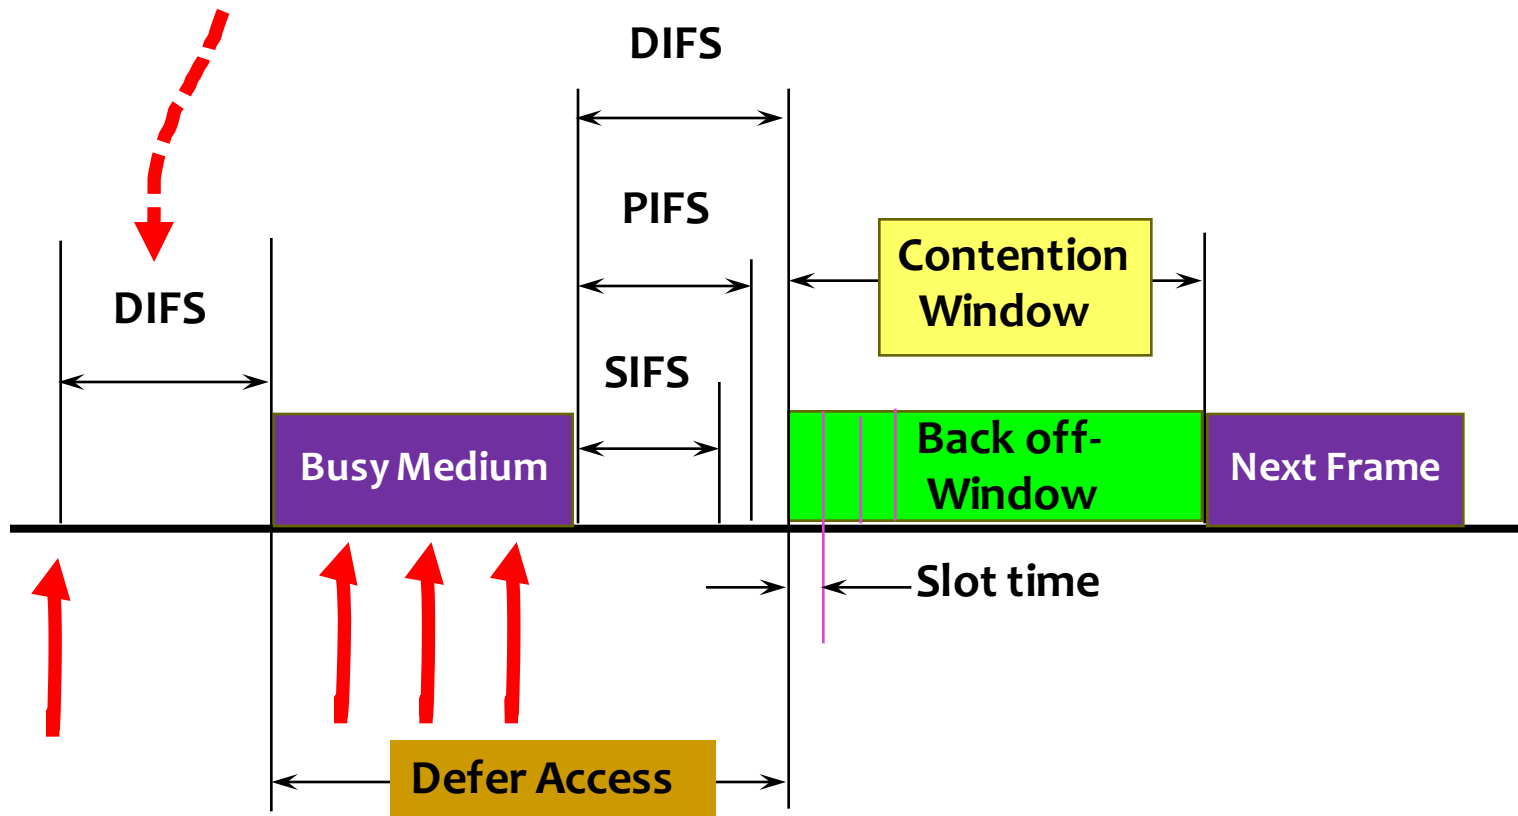 DIFS
PIFS
Contention
Window
DIFS
SIFS
Back off-
Window
Busy Medium
Next Frame
Slot time
Defer Access